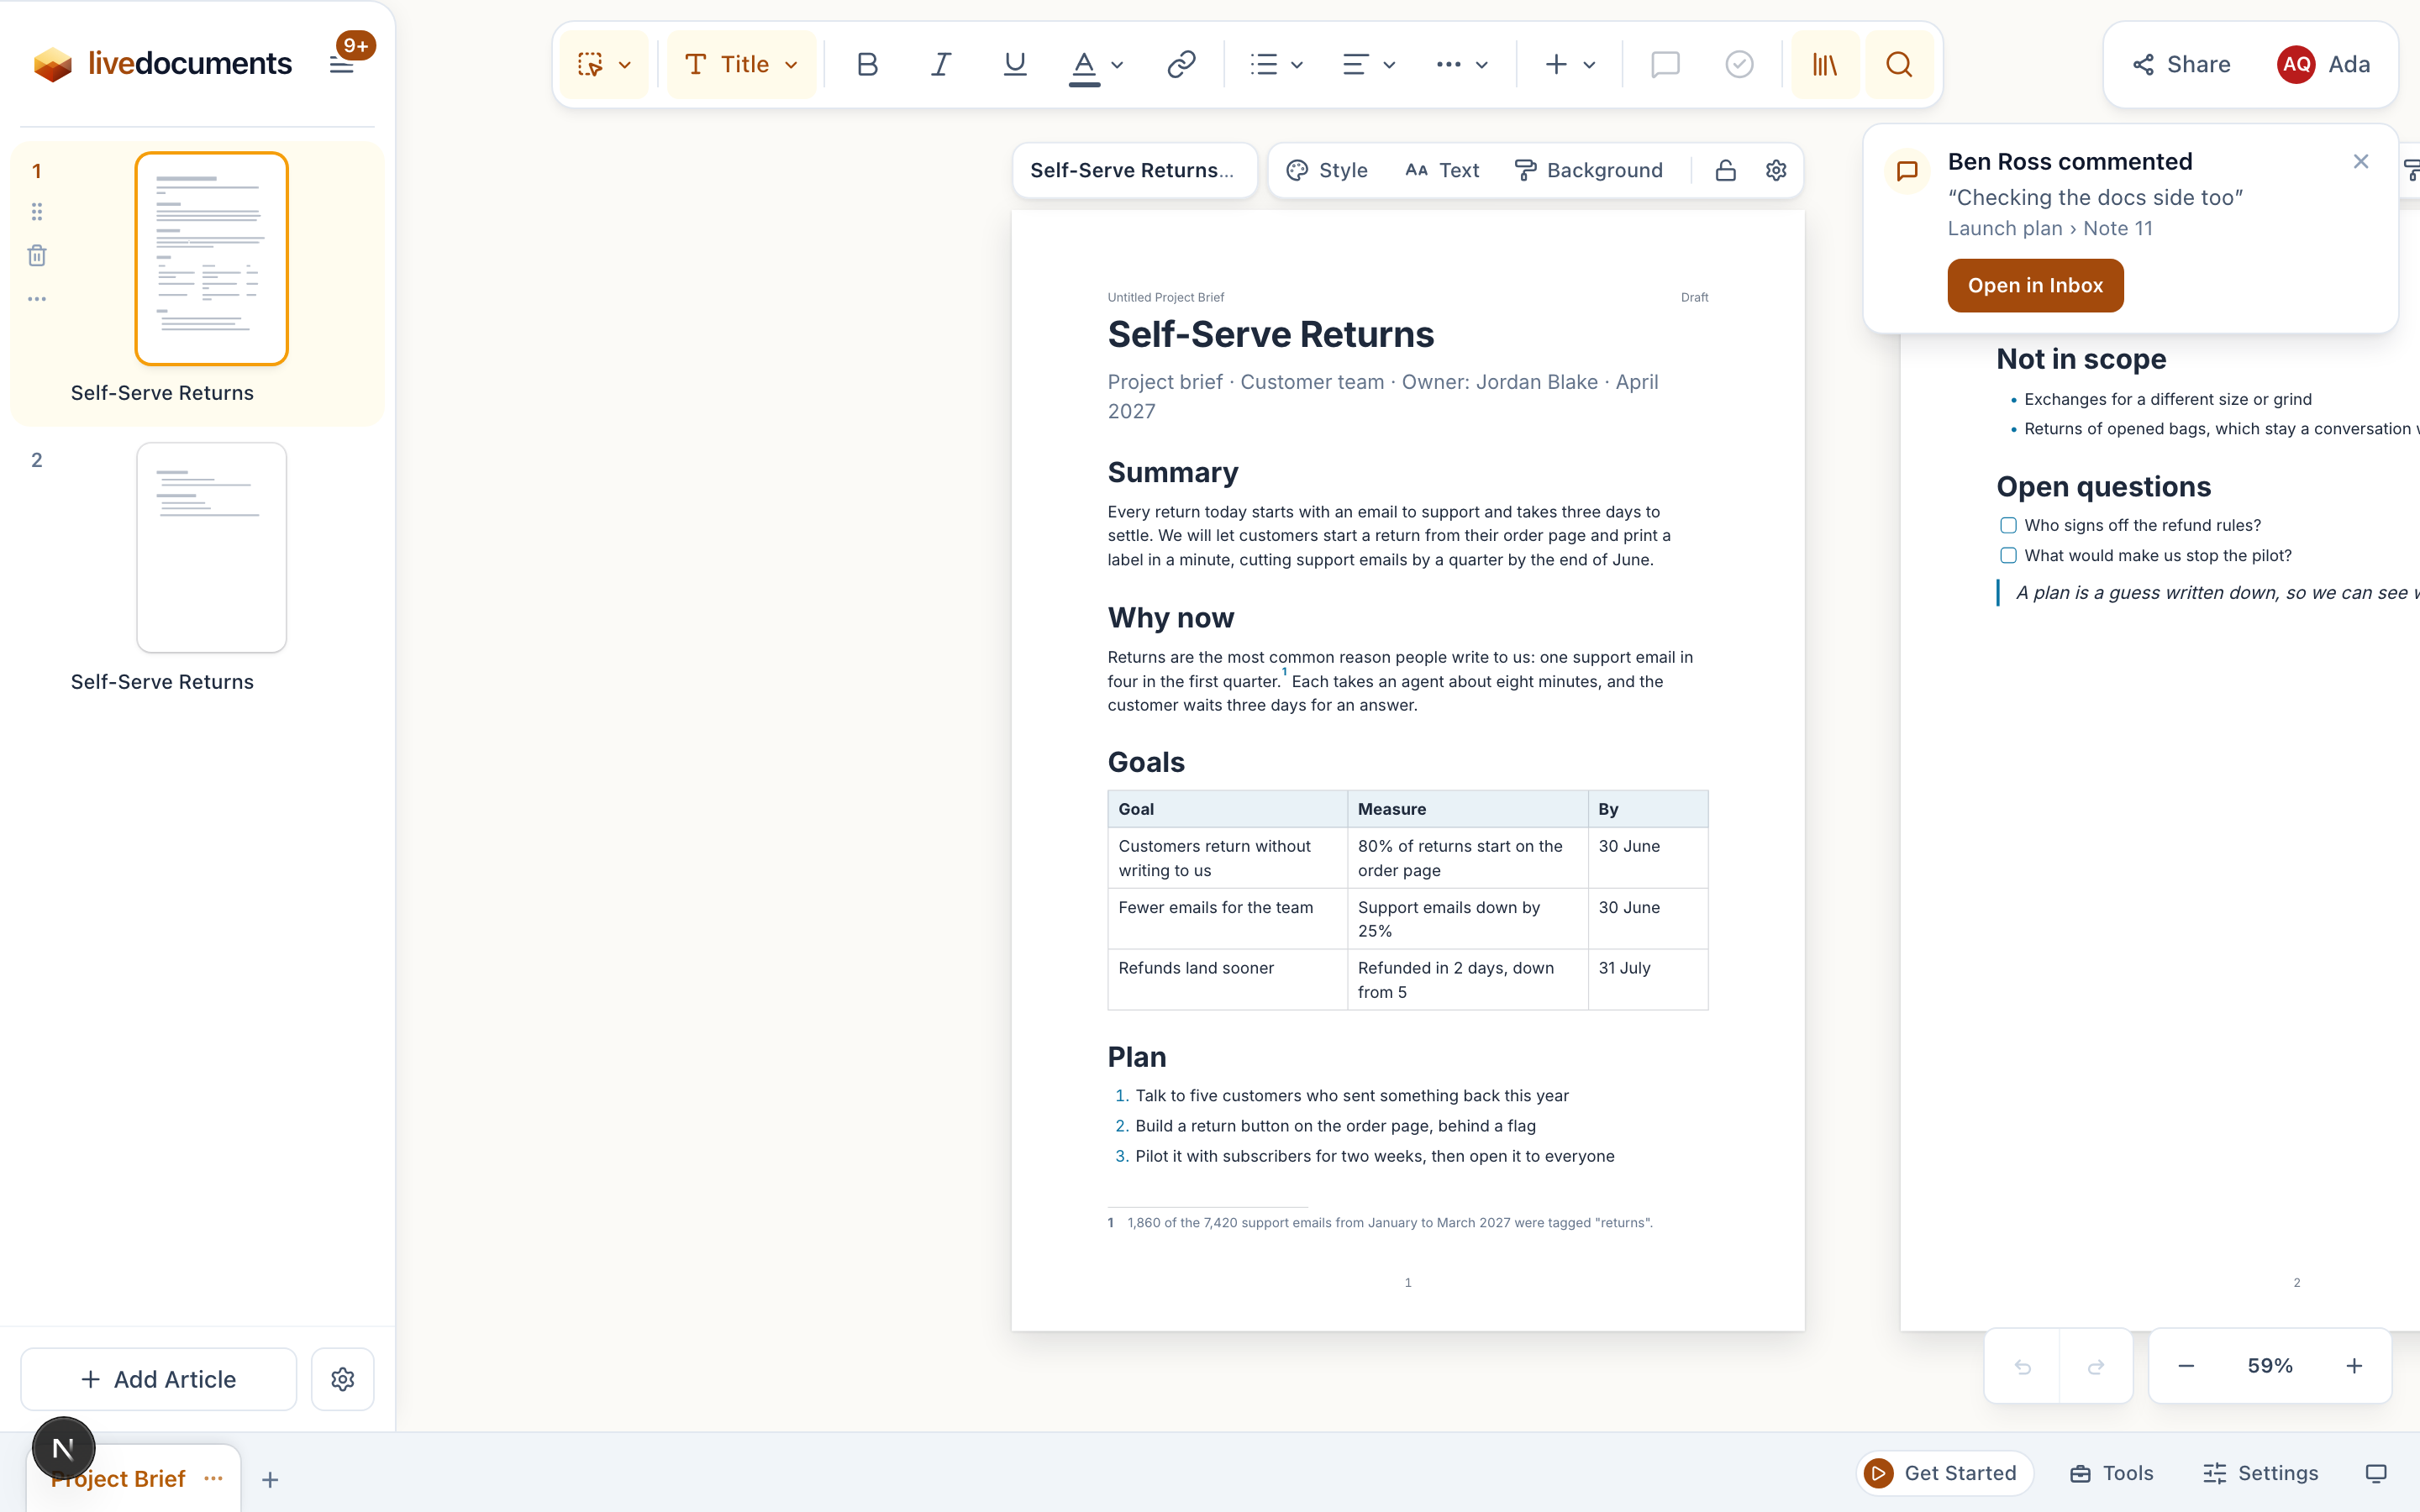 livedocuments
9+
1
Self-Serve Returns
2
Self-Serve Returns
Add Article
Project Brief
Title
Share
AQ
Ada
Self-Serve Returns...
Style
Text
Background
Ben Ross commented
“Checking the docs side too”
Launch plan › Note 11
Open in Inbox
Untitled Project Brief
Draft
Self-Serve Returns
Project brief · Customer team · Owner: Jordan Blake · April
2027
Summary
Every return today starts with an email to support and takes three days to
settle. We will let customers start a return from their order page and print a
label in a minute, cutting support emails by a quarter by the end of June.
Why now
Returns are the most common reason people write to us: one support email in
four in the first quarter.1 Each takes an agent about eight minutes, and the
customer waits three days for an answer.
Goals
Goal Measure By
Customers return without
writing to us
80% of returns start on the
order page
30 June
Fewer emails for the team
Support emails down by
25%
30 June
Refunds land sooner
Refunded in 2 days, down
from 5
31 July
Plan
1. Talk to five customers who sent something back this year
2. Build a return button on the order page, behind a flag
3. Pilot it with subscribers for two weeks, then open it to everyone
1 1,860 of the 7,420 support emails from January to March 2027 were tagged "returns".
1
Not in scope
• Exchanges for a different size or grind
• Returns of opened bags, which stay a conversation
Open questions
Who signs off the refund rules?
What would make us stop the pilot?
A plan is a guess written down, so we can see
2
59%
Get Started
Tools
Settings